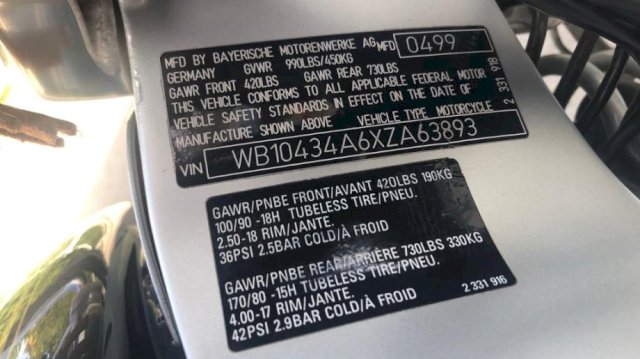 MFD BY BAYERISCHE MOTORENWERKE AG MFD 0499
GERMANY GVWR 990LBS/450KG
GAWR FRONT 420LBS GAWR REAR 730LBS
THIS VEHICLE CONFORMS TO ALL APPLICABLE FEDERAL MOTOR
VEHICLE SAFETY STANDARDS IN EFFECT ON THE DATE OF
MANUFACTURE SHOWN ABOVE VEHICLE TYPE MOTORCYCLE
2 331 918
VIN WB10434A6XZA63893
GAWR/PNBE FRONT/AVANT 420LBS 190KG
100/90 -18H TUBELESS TIRE/PNEU.
2.50-18 RIM/JANTE.
36PSI 2.5BAR COLD/À FROID
GAWR/PNBE REAR/ARRIÈRE 730LBS 330KG
170/80 -15H TUBELESS TIRE/PNEU.
4.00-17 RIM/JANTE.
42PSI 2.9BAR COLD/À FROID
2 331 916